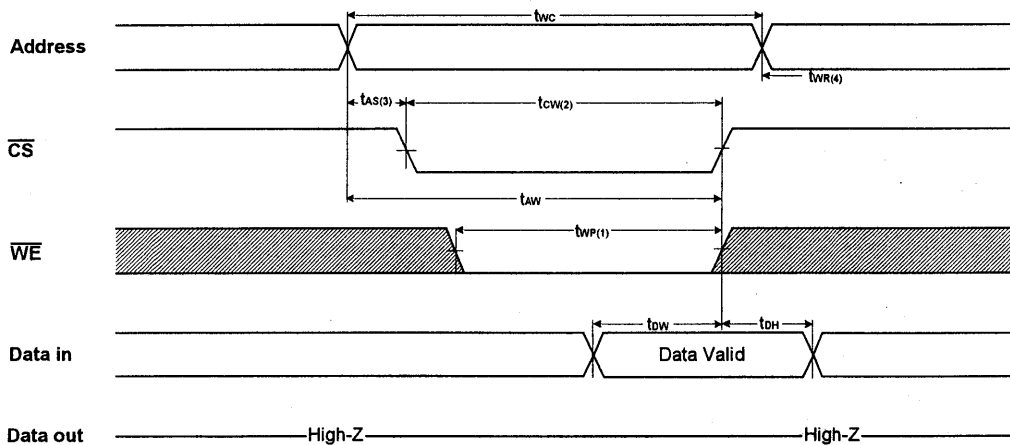 tWC
Address
tWR(4)
tAS(3)
tCW(2)
CS
tAW
tWP(1)
WE
tDW
tDH
Data in
Data Valid
Data out
High-Z
High-Z